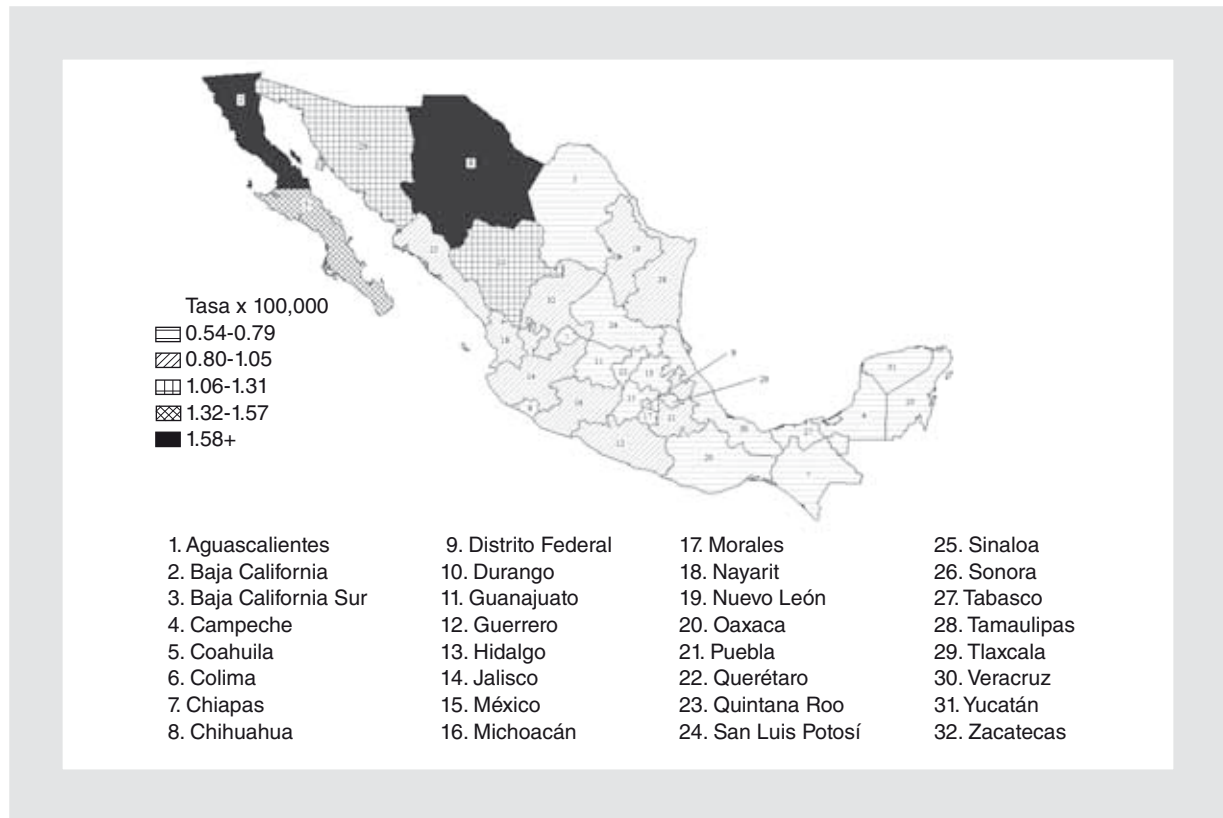 Tasa x 100,000
0.54-0.79
0.80-1.05
1.06-1.31
1.32-1.57
1.58+
1. Aguascalientes
2. Baja California
3. Baja California Sur
4. Campeche
5. Coahuila
6. Colima
7. Chiapas
8. Chihuahua
9. Distrito Federal
10. Durango
11. Guanajuato
12. Guerrero
13. Hidalgo
14. Jalisco
15. México
16. Michoacán
17. Morales
18. Nayarit
19. Nuevo León
20. Oaxaca
21. Puebla
22. Querétaro
23. Quintana Roo
24. San Luis Potosí
25. Sinaloa
26. Sonora
27. Tabasco
28. Tamaulipas
29. Tlaxcala
30. Veracruz
31. Yucatán
32. Zacatecas